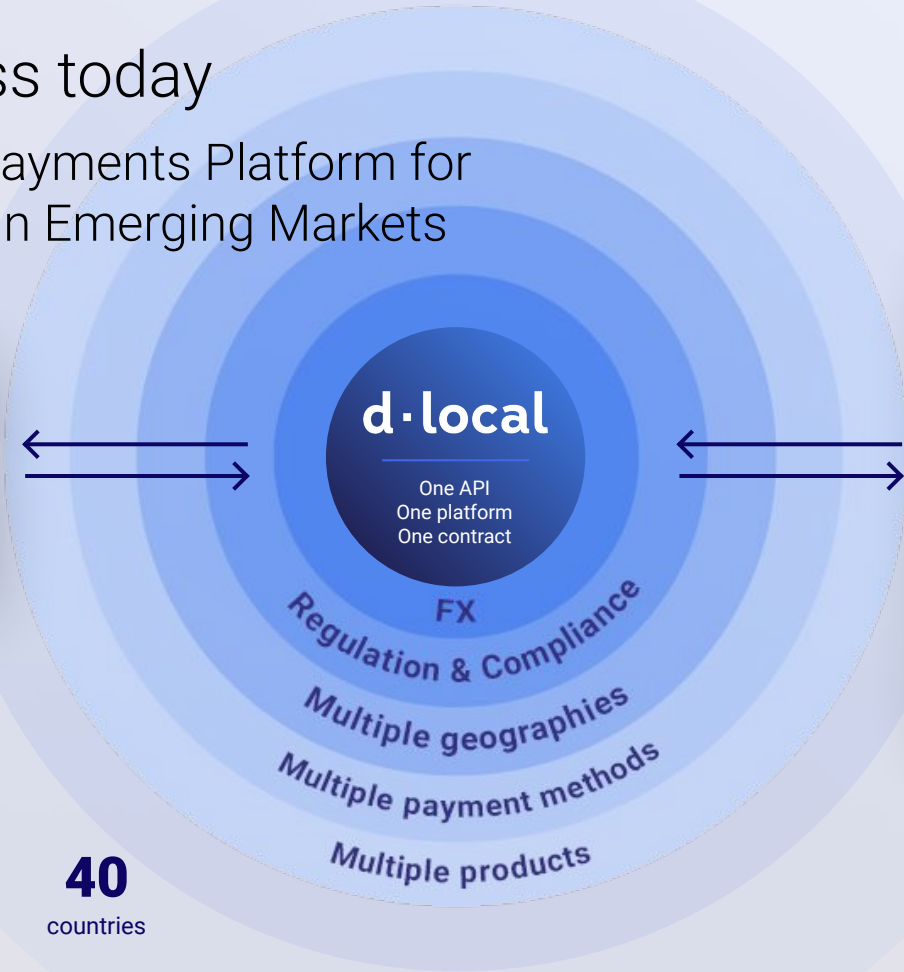 ss today
ayments Platform for
n Emerging Markets
d·local
One API
One platform
One contract
FX
Regulation & Compliance
Multiple geographies
Multiple payment methods
Multiple products
40
countries